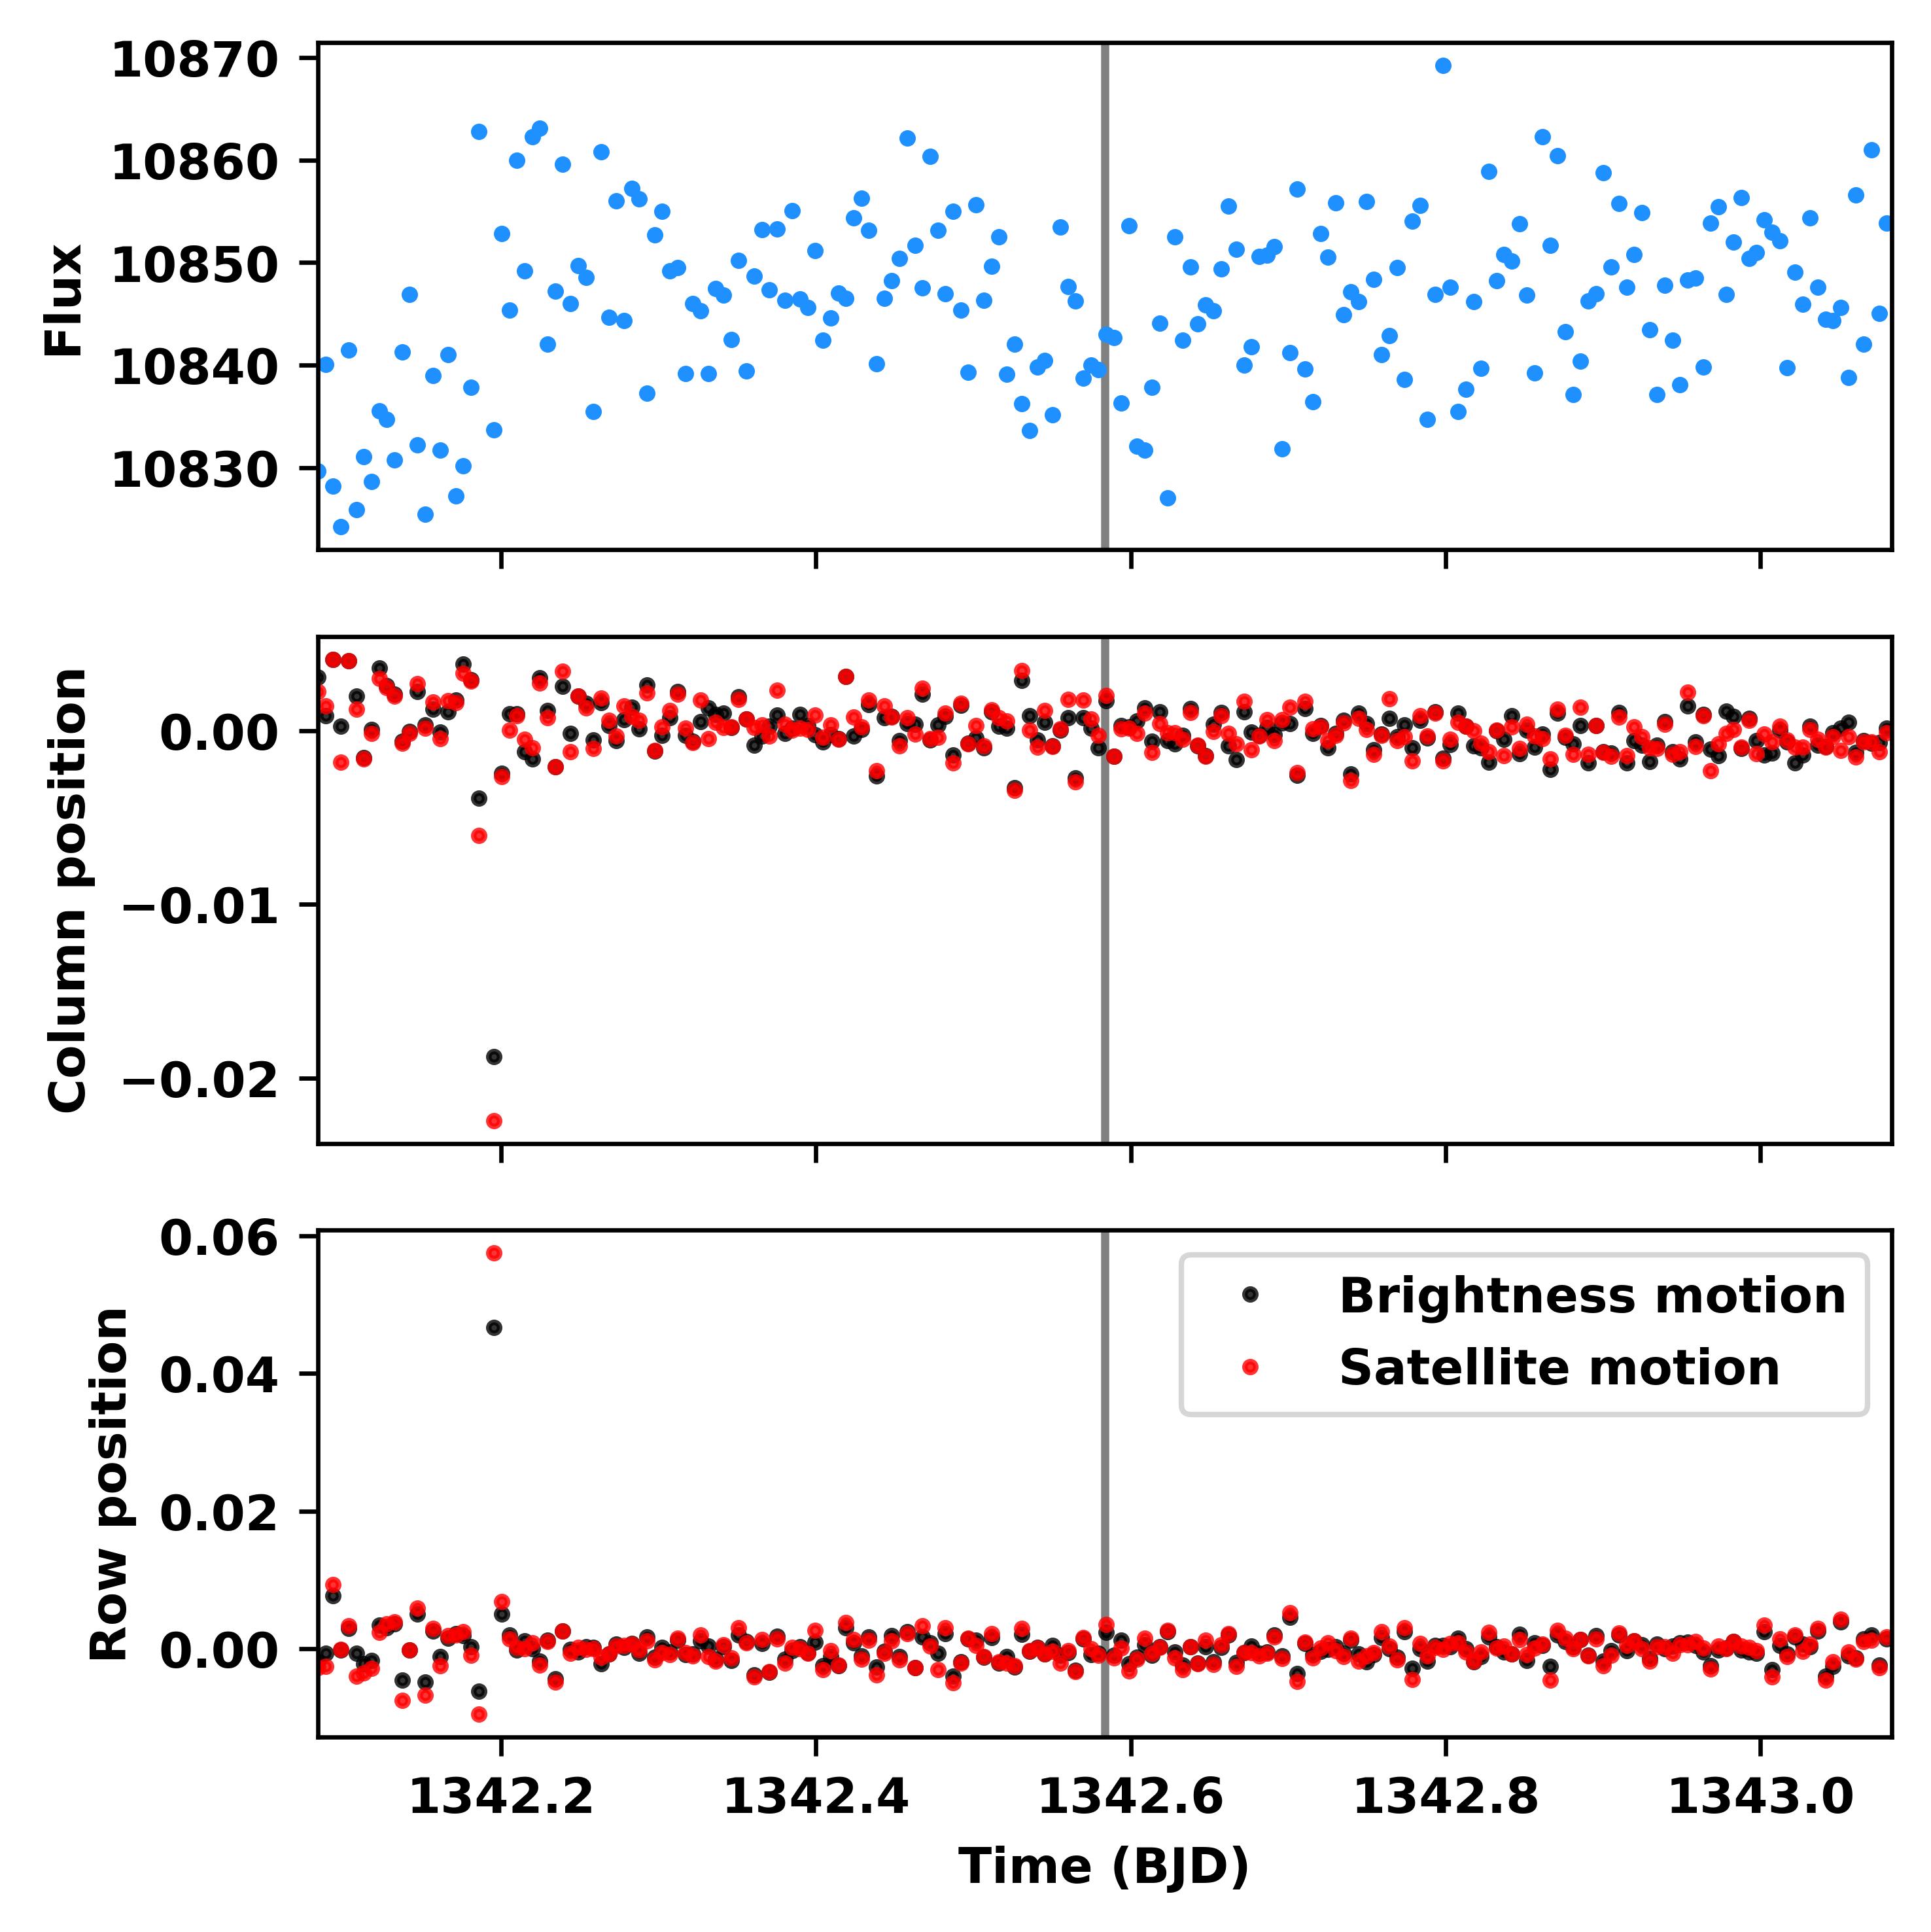 10870
10860
10850
10840
10830
Flux
0.00
−0.01
−0.02
Column position
0.06
0.04
0.02
0.00
Row position
Brightness motion
Satellite motion
1342.2 1342.4 1342.6 1342.8 1343.0
Time (BJD)